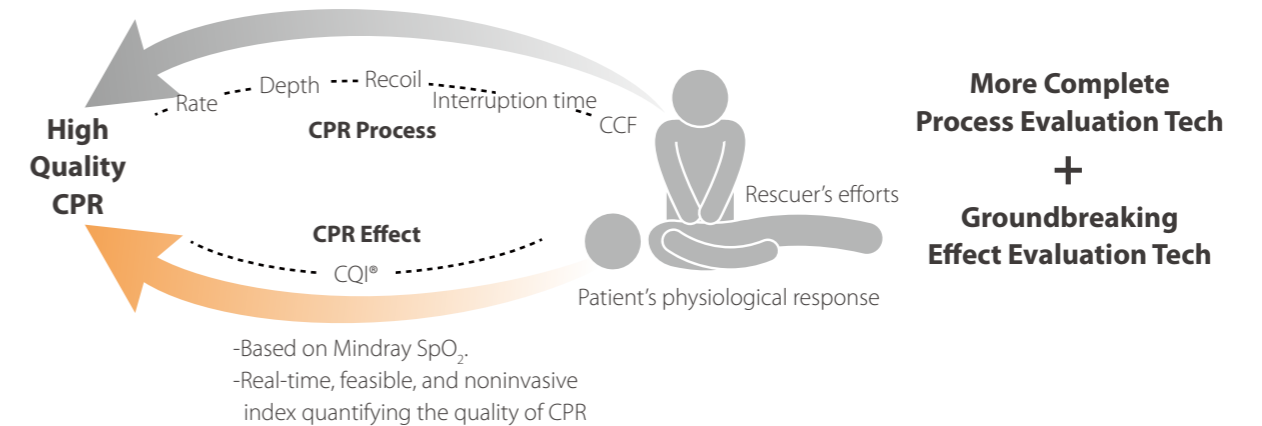 High
Quality
CPR
Rate
Depth
Recoil
Interruption time
CCF
CPR Process
CPR Effect
CQI®
Rescuer's efforts
Patient's physiological response
-Based on Mindray SpO₂.
-Real-time, feasible, and noninvasive
index quantifying the quality of CPR
More Complete
Process Evaluation Tech
+
Groundbreaking
Effect Evaluation Tech